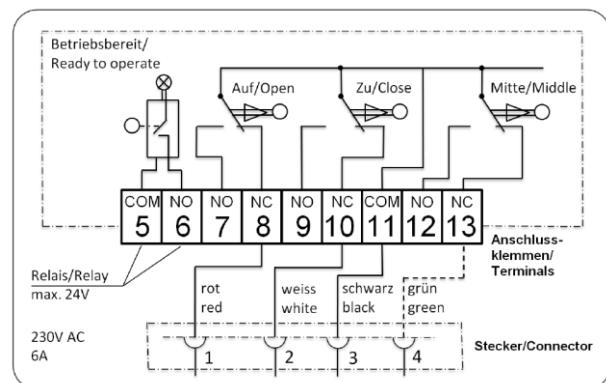 Betriebsbereit/
Ready to operate
Auf/Open
Zu/Close
Mitte/Middle
COM NO NO NC NO NC COM NO NC
5 6 7 8 9 10 11 12 13
Anschluss-
klemmen/
Terminals
Relais/Relay
max. 24V
rot
red
weiss
white
schwarz
black
grün
green
230V AC
6A
1 2 3 4
Stecker/Connector